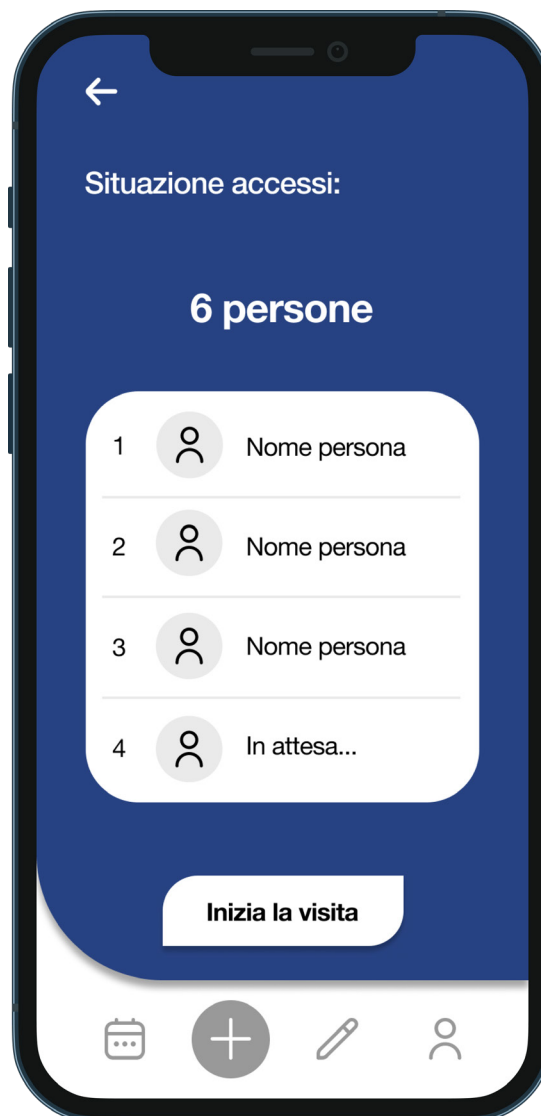 Situazione accessi:
6 persone
1 Nome persona
2 Nome persona
3 Nome persona
4 In attesa...
Inizia la visita